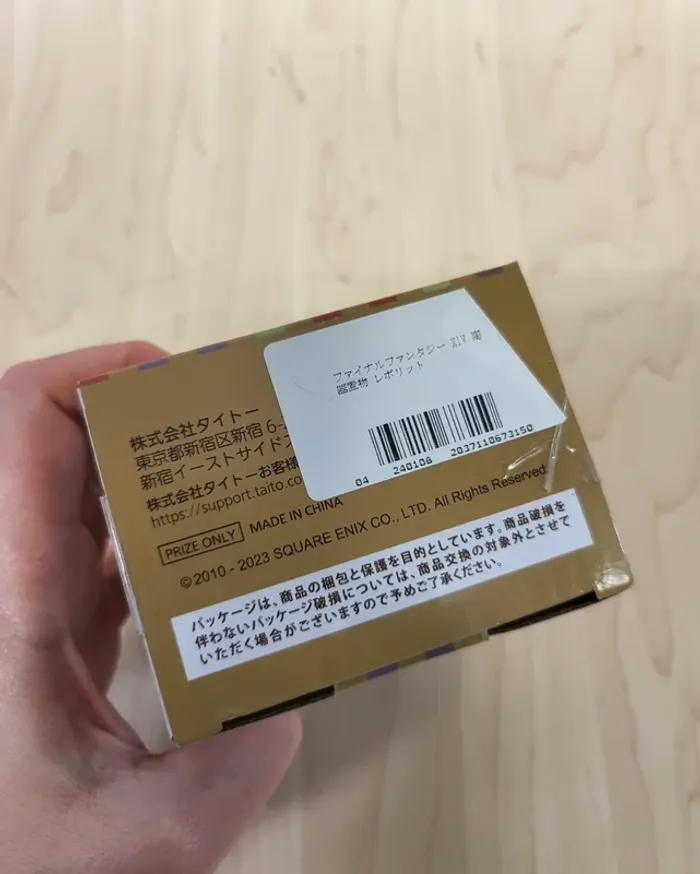 ファイナルファンタジー XIV 陶
器置物 レポリット
04 240108 2037110673150
株式会社タイトー
東京都新宿区新宿 6-
新宿イーストサイドス
株式会社タイトーお客様
https://support.taito.co
PRIZE ONLY MADE IN CHINA
©2010 - 2023 SQUARE ENIX CO., LTD. All Rights Reserved.
パッケージは、商品の梱包と保護を目的としています。商品破損を
伴わないパッケージ破損については、商品交換の対象外とさせて
いただく場合がございますので予めご了承ください。